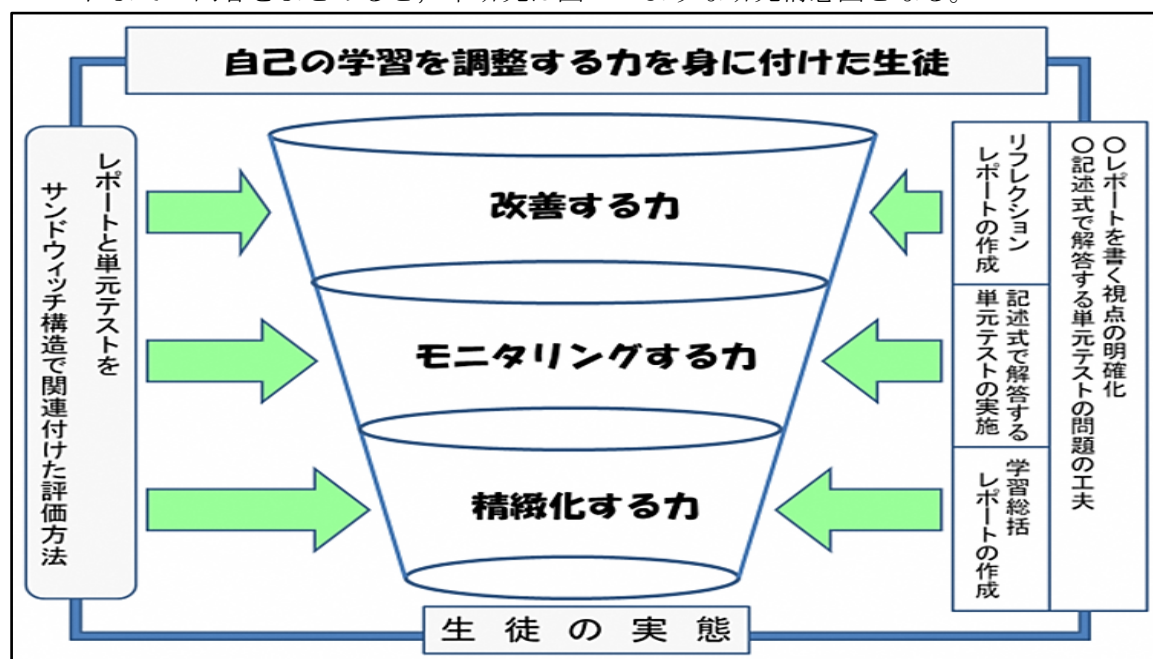 自己の学習を調整する力を身に付けた生徒
レポートと単元テストを
サンドウィッチ構造で関連付けた評価方法
改善する力
モニタリングする力
精緻化する力
○レポートを書く視点の明確化
○記述式で解答する単元テストの問題の工夫
リフレクション
レポートの作成
記述式で解答する
単元テストの実施
学習総括
レポートの作成
生徒の実態